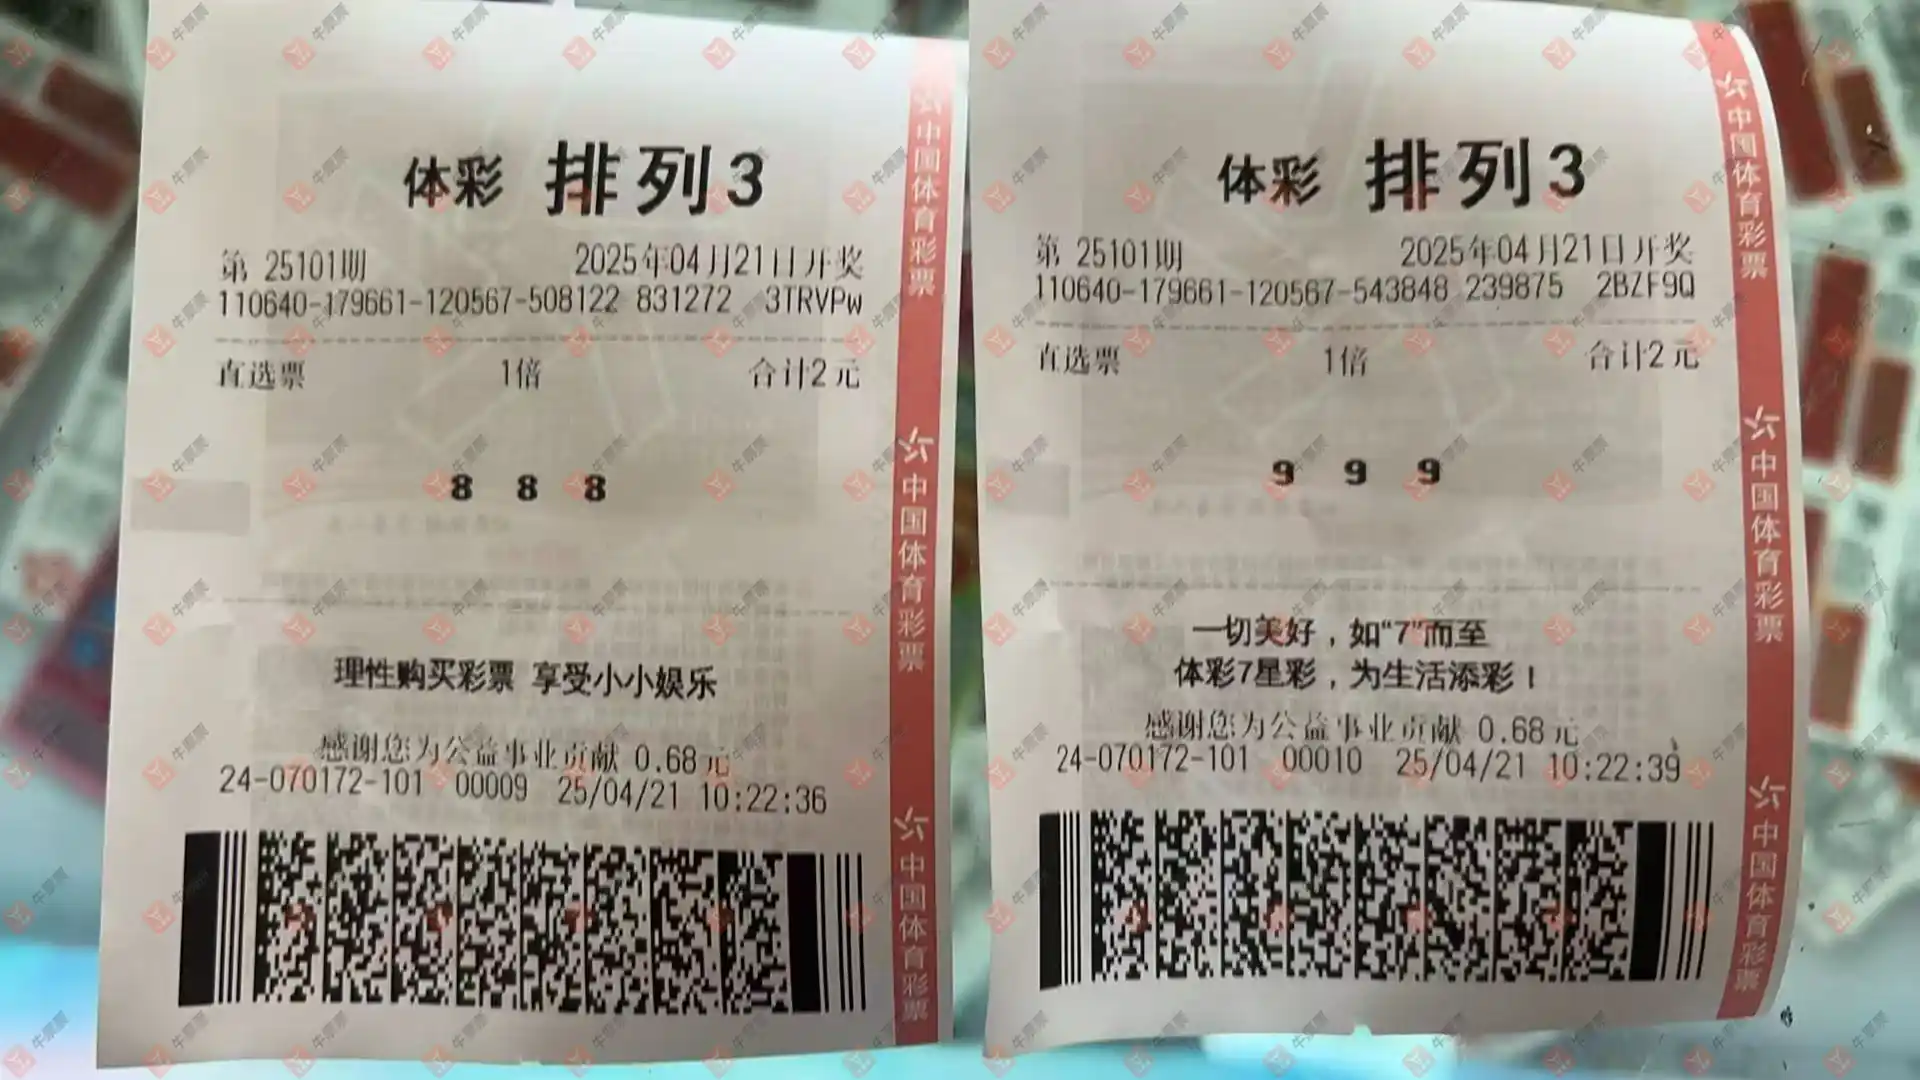 体彩 排列3
第 25101期 2025年04月21日开奖
110640-179661-120567-508122 831272 3TRVPW
直选票 1倍 合计2元
8 8 8
理性购买彩票 享受小小娱乐
感谢您为公益事业贡献 0.68元
24-070172-101 00009 25/04/21 10:22:36
中国体育彩票
中国体育彩票
中国体育彩票
体彩 排列3
第 25101期 2025年04月21日开奖
110640-179661-120567-543848 239875 2BZF9Q
直选票 1倍 合计2元
9 9 9
一切美好，如“7”而至
体彩7星彩，为生活添彩！
感谢您为公益事业贡献 0.68元
24-070172-101 00010 25/04/21 10:22:39
中国体育彩票
中国体育彩票
中国体育彩票